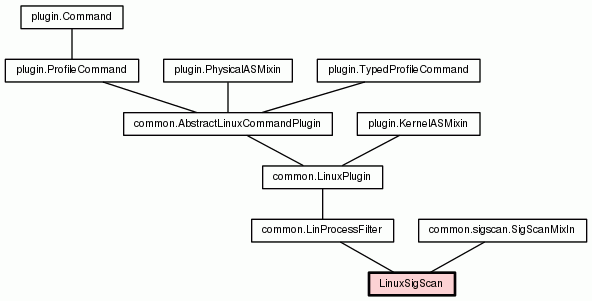 plugin.Command
plugin.ProfileCommand
plugin.PhysicalASMixin
plugin.TypedProfileCommand
common.AbstractLinuxCommandPlugin
plugin.KernelASMixin
common.LinuxPlugin
common.LinProcessFilter
common.sigscan.SigScanMixIn
LinuxSigScan